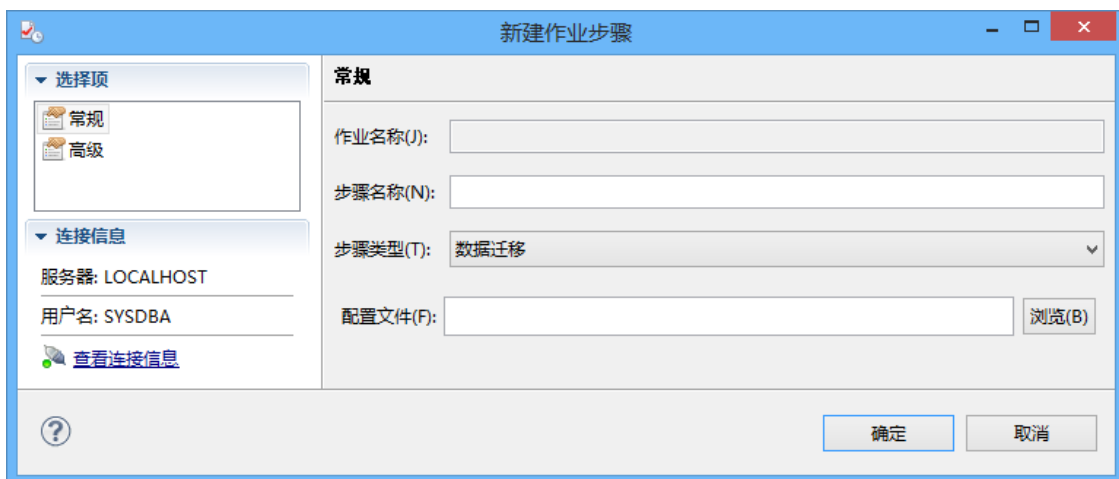 新建作业步骤
选择项
常规
高级
连接信息
服务器: LOCALHOST
用户名: SYSDBA
查看连接信息
常规
作业名称(J):
步骤名称(N):
步骤类型(T): 数据迁移
配置文件(F): 浏览(B)
确定 取消